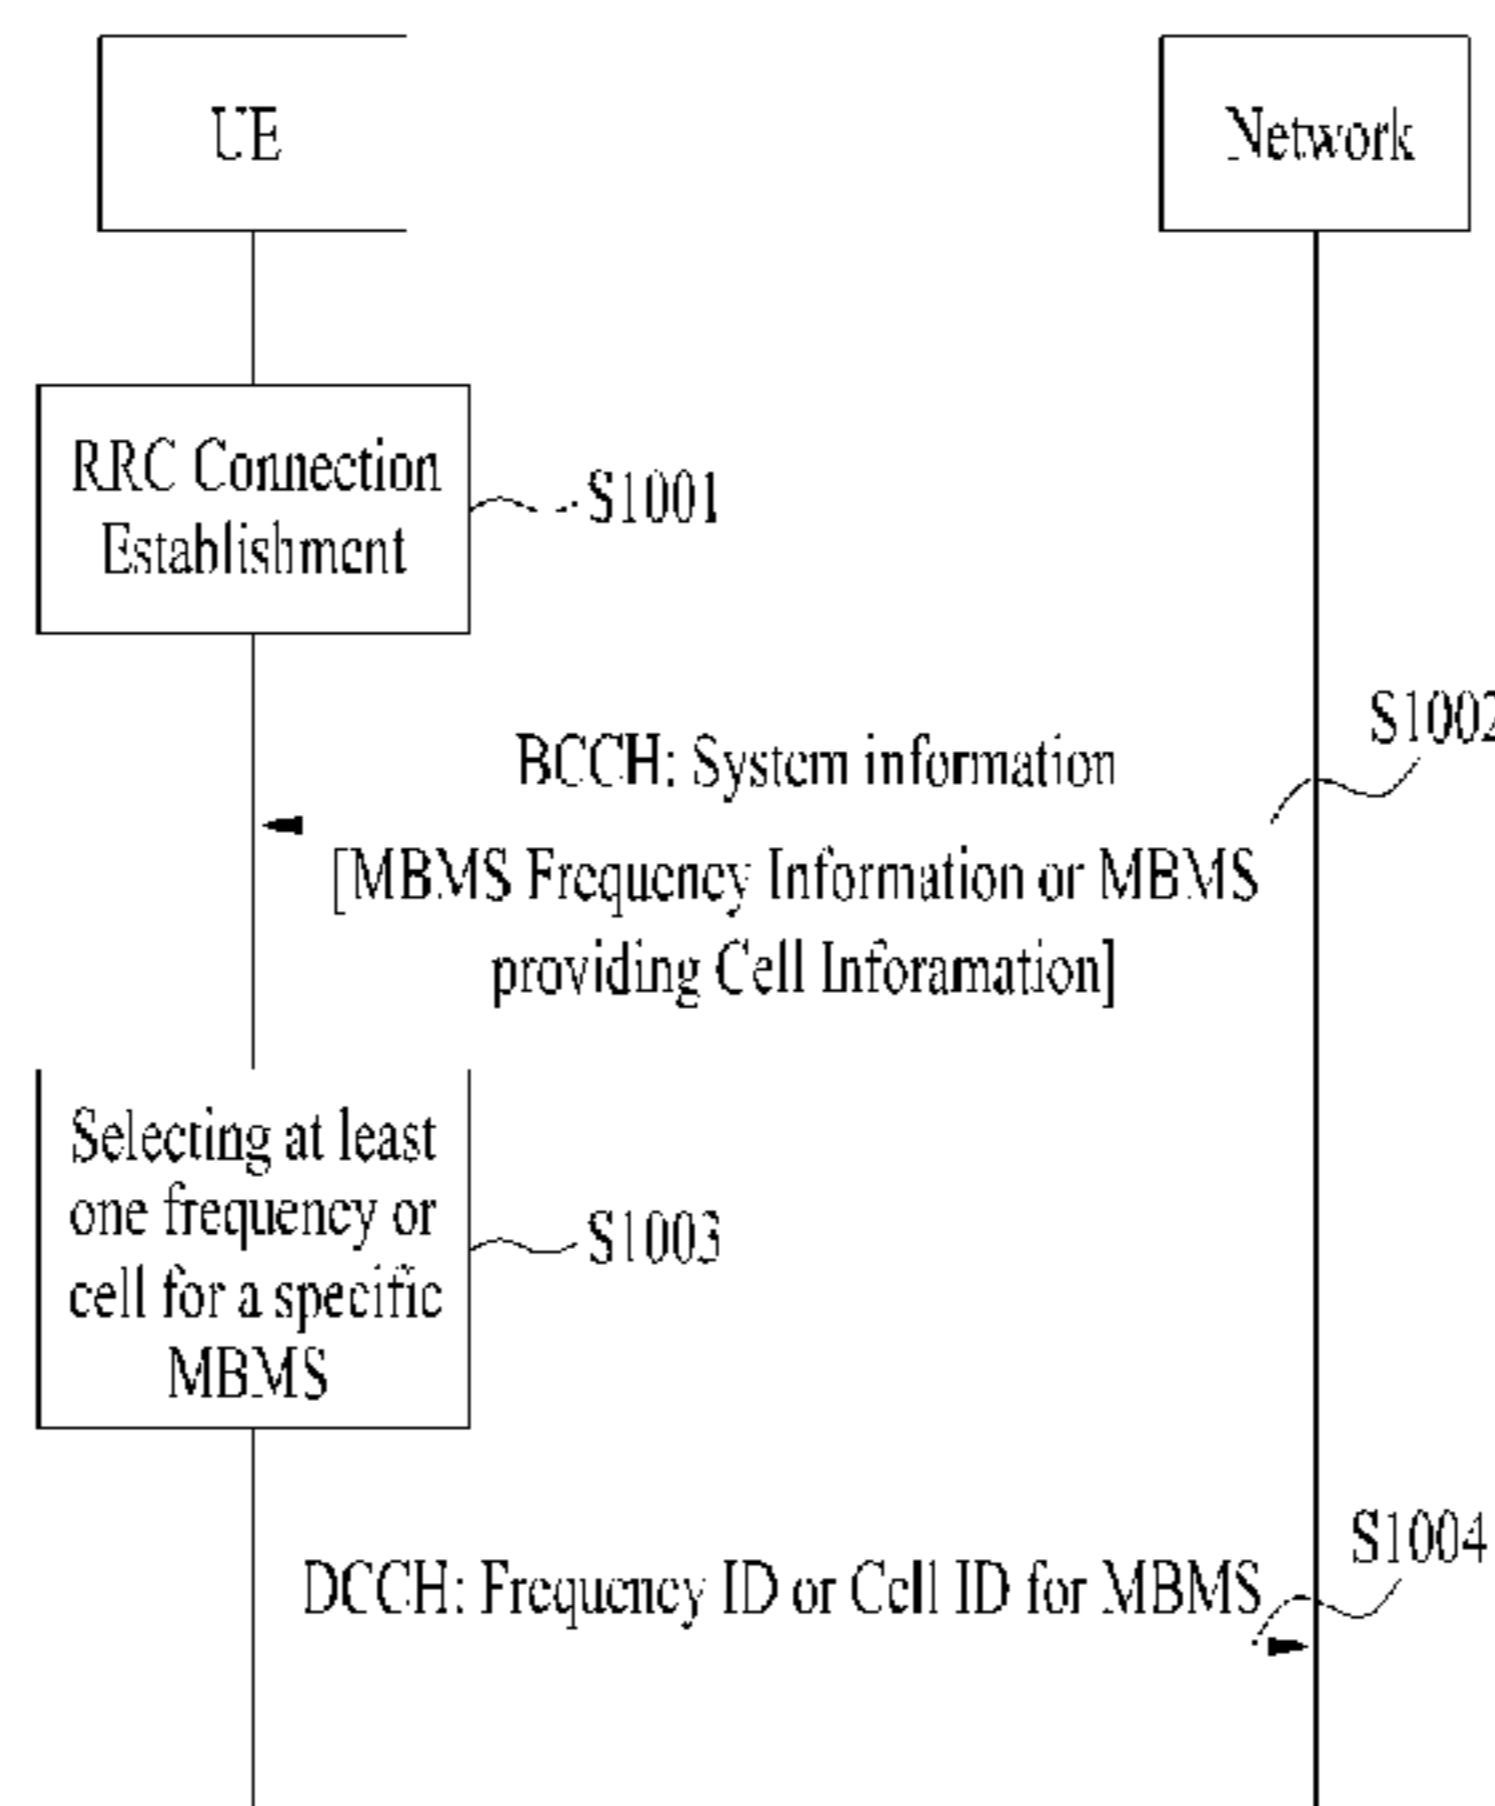 UE
Network
RRC Connection
Establishment
S1001
S1002
BCCH: System information
[MBMS Frequency Information or MBMS
providing Cell Inforamation]
Selecting at least
one frequency or
cell for a specific
MBMS
S1003
S1004
DCCH: Frequency ID or Cell ID for MBMS